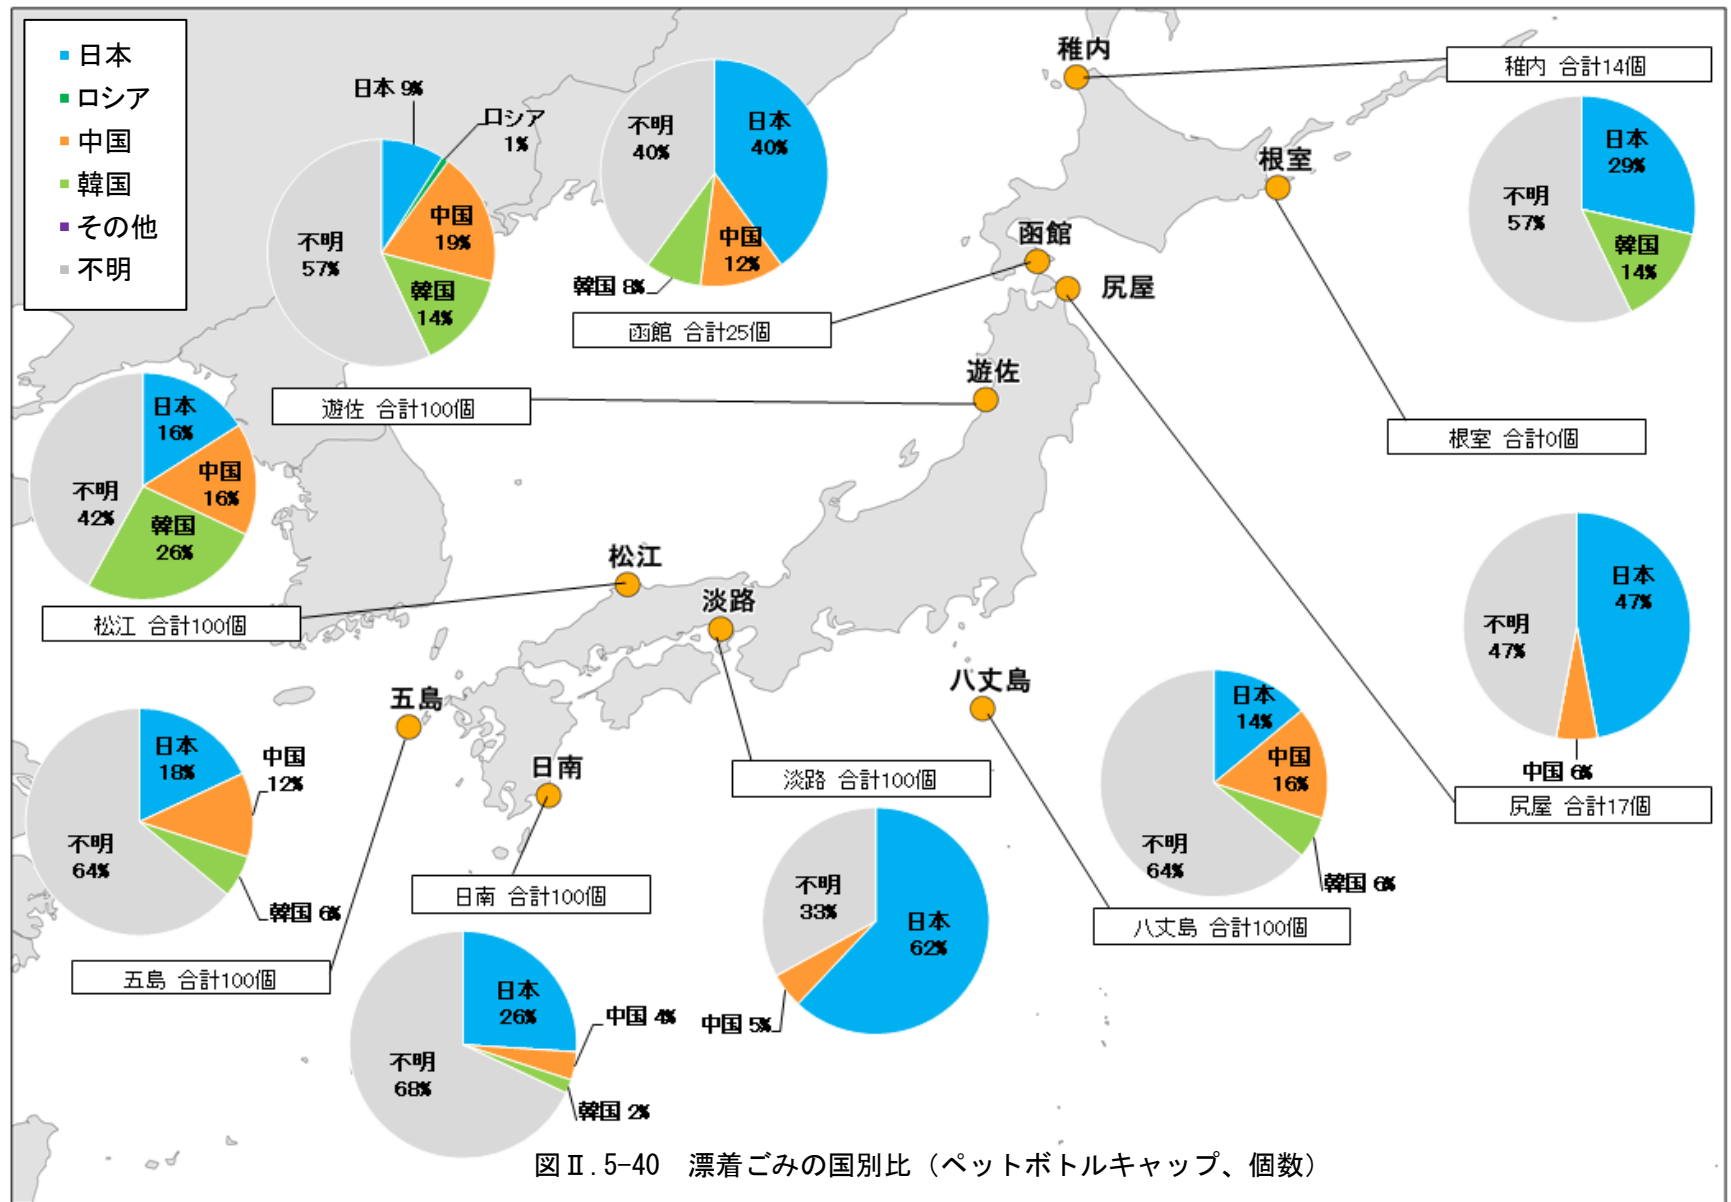 日本
ロシア
中国
韓国
その他
不明
日本 9%
ロシア
1%
中国
19%
韓国
14%
不明
57%
遊佐 合計100個
不明
40%
日本
40%
中国
12%
韓国 8%
函館 合計25個
稚内
稚内 合計14個
日本
29%
韓国
14%
不明
57%
根室
根室 合計0個
函館
尻屋
遊佐
日本
16%
中国
16%
韓国
26%
不明
42%
松江 合計100個
松江
淡路
日本
47%
不明
47%
中国 6%
尻屋 合計17個
八丈島
日本
14%
中国
16%
韓国 6%
不明
64%
八丈島 合計100個
五島
日本
18%
中国
12%
韓国 6%
不明
64%
五島 合計100個
日南
日南 合計100個
日本
26%
中国 4%
韓国 2%
不明
68%
淡路 合計100個
不明
33%
日本
62%
中国 5%
図Ⅱ.5-40 漂着ごみの国別比（ペットボトルキャップ、個数）